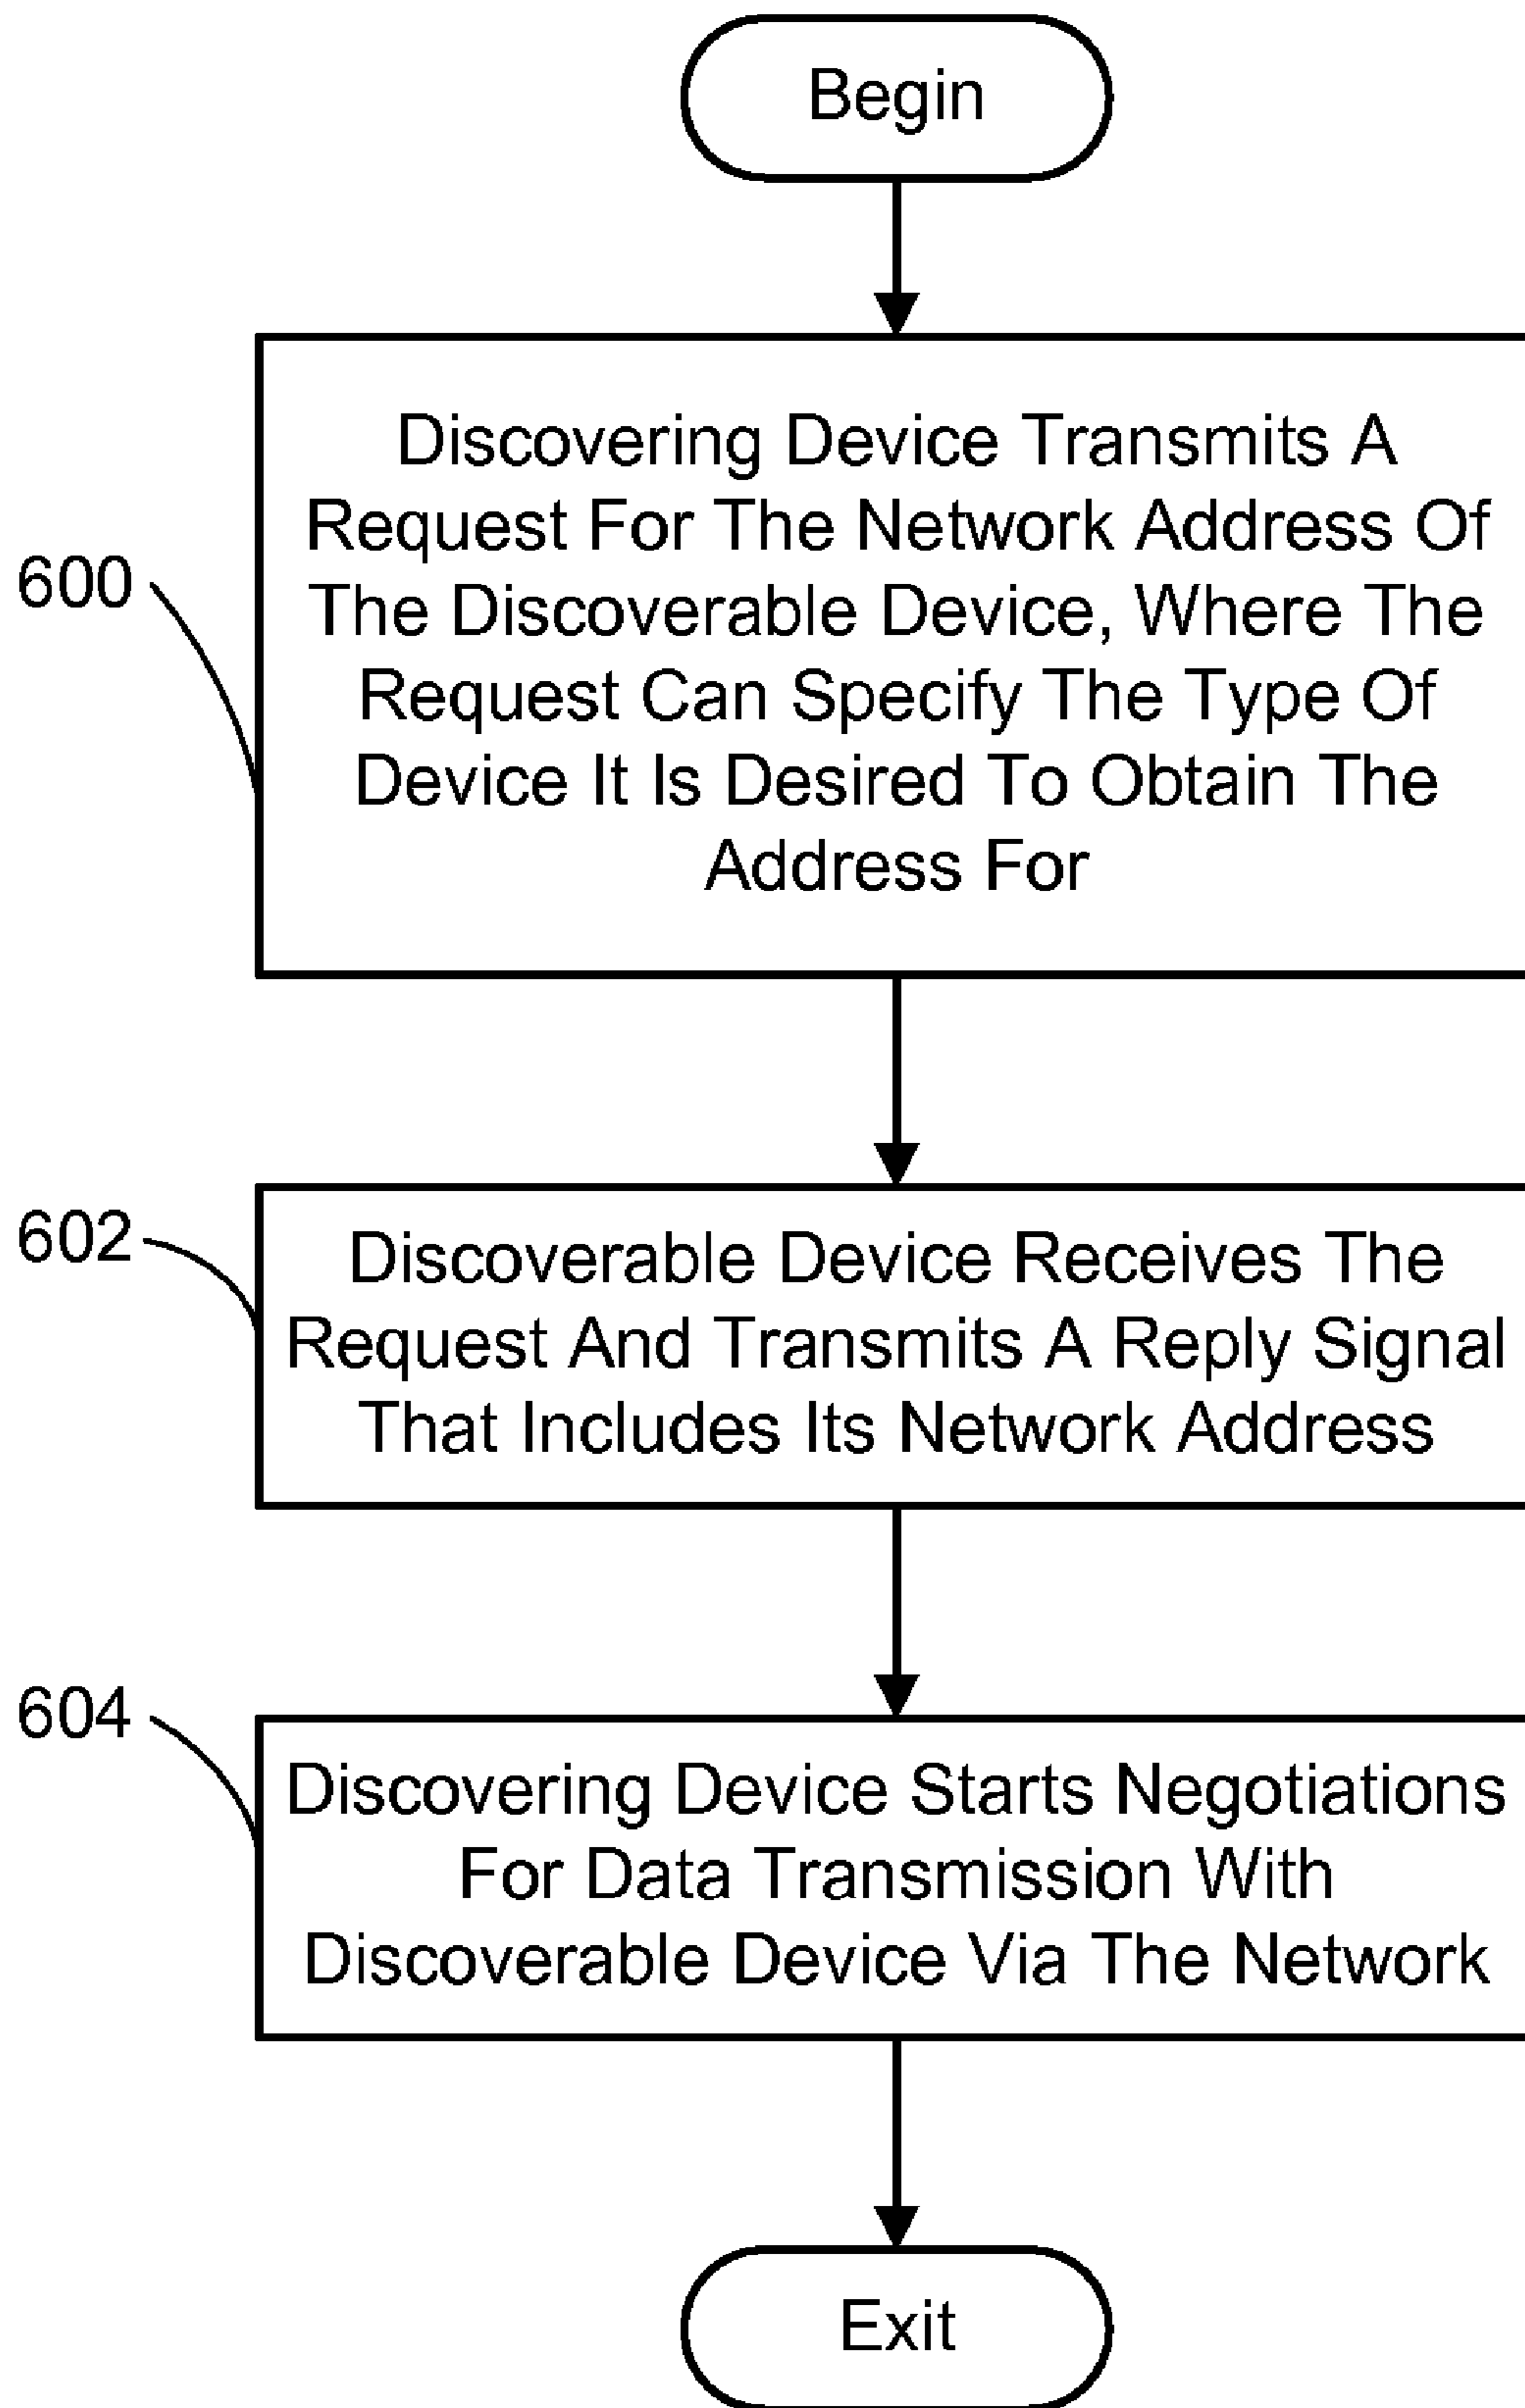 Begin
600
Discovering Device Transmits A
Request For The Network Address Of
The Discoverable Device, Where The
Request Can Specify The Type Of
Device It Is Desired To Obtain The
Address For
602
Discoverable Device Receives The
Request And Transmits A Reply Signal
That Includes Its Network Address
604
Discovering Device Starts Negotiations
For Data Transmission With
Discoverable Device Via The Network
Exit